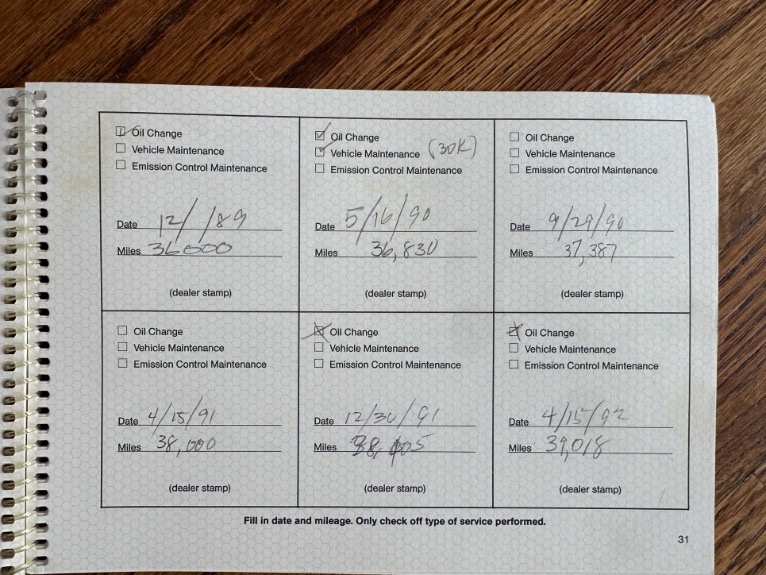 Oil Change
Vehicle Maintenance
Emission Control Maintenance
Date 12/ /89
Miles 36000
(dealer stamp)
Oil Change
Vehicle Maintenance (30K)
Emission Control Maintenance
Date 5/16/90
Miles 36,830
(dealer stamp)
Oil Change
Vehicle Maintenance
Emission Control Maintenance
Date 9/29/90
Miles 37,387
(dealer stamp)
Oil Change
Vehicle Maintenance
Emission Control Maintenance
Date 4/15/91
Miles 38,000
(dealer stamp)
Oil Change
Vehicle Maintenance
Emission Control Maintenance
Date 12/30/91
Miles
(dealer stamp)
Oil Change
Vehicle Maintenance
Emission Control Maintenance
Date 4/15/92
Miles 39,018
(dealer stamp)
Fill in date and mileage. Only check off type of service performed.
31